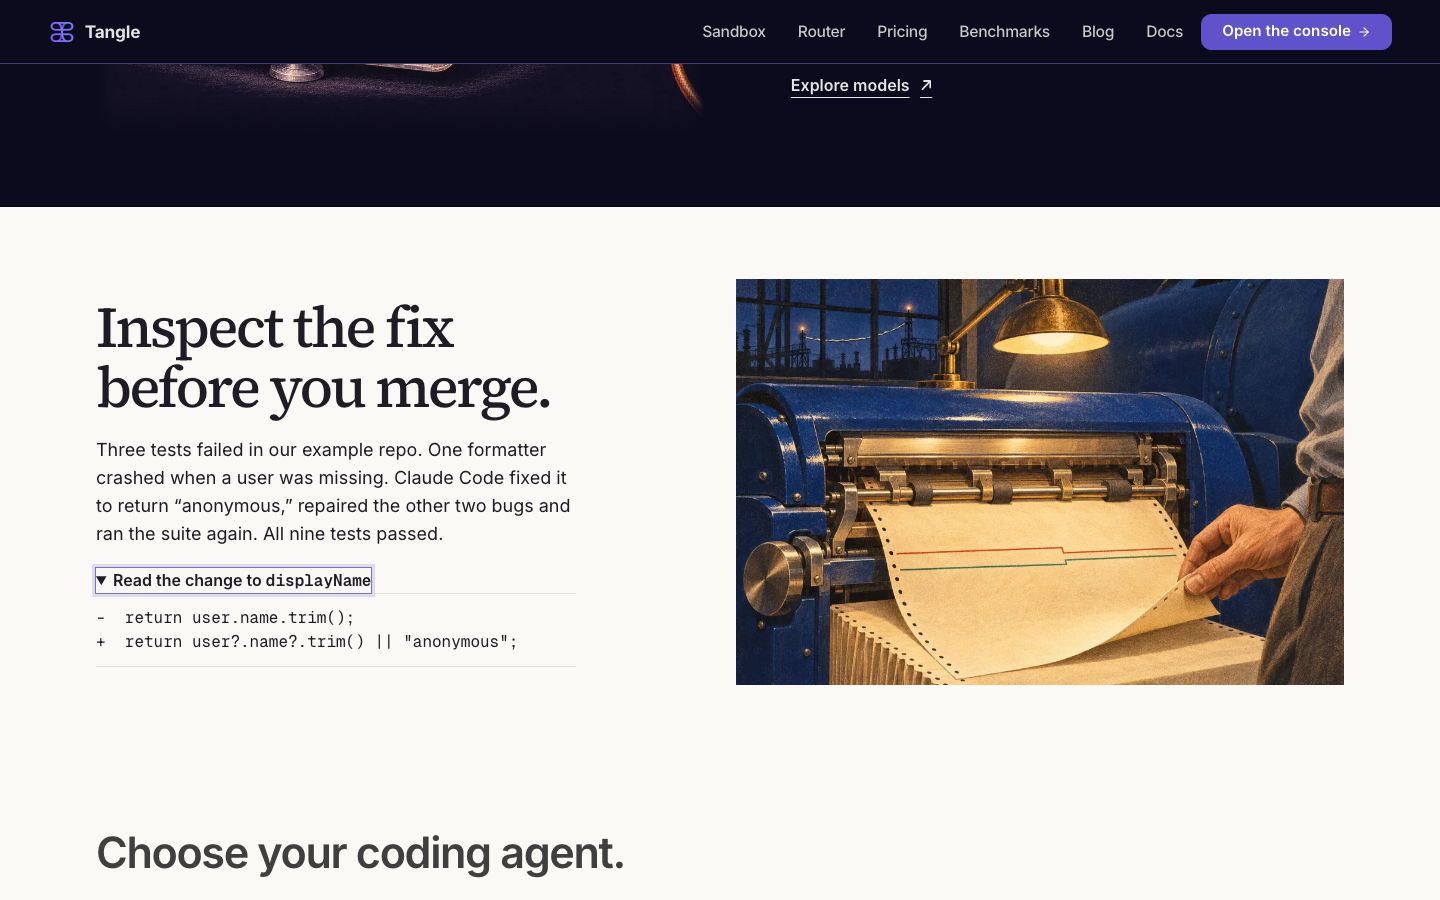 Tangle
Sandbox
Router
Pricing
Benchmarks
Blog
Docs
Open the console →
Explore models ↗
Inspect the fix
before you merge.
Three tests failed in our example repo. One formatter
crashed when a user was missing. Claude Code fixed it
to return “anonymous,” repaired the other two bugs and
ran the suite again. All nine tests passed.
▼ Read the change to displayName
-  return user.name.trim();
+  return user?.name?.trim() || "anonymous";
Choose your coding agent.